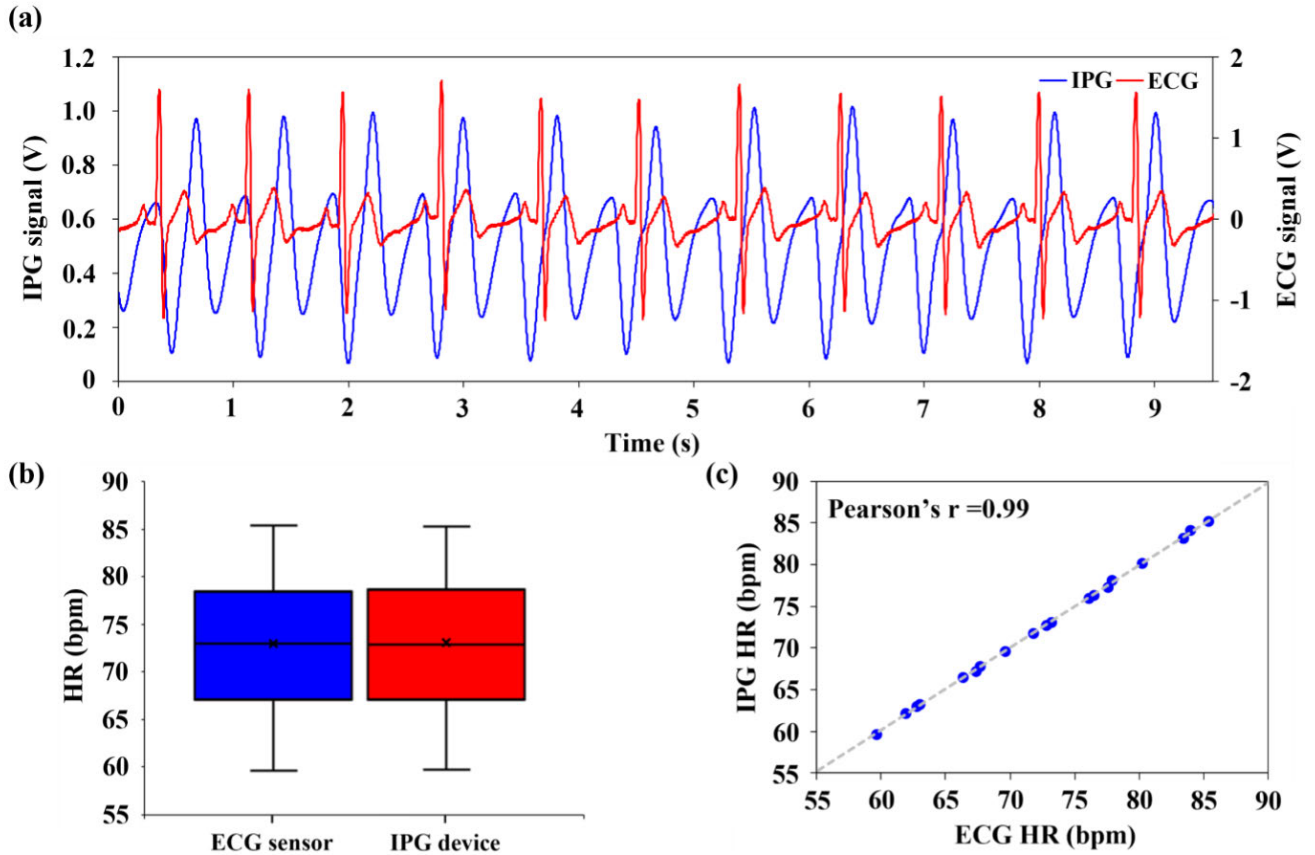 (a)
1.2
1.0
0.8
0.6
0.4
0.2
0
IPG signal (V)
2
1
0
-1
-2
ECG signal (V)
IPG ECG
0 1 2 3 4 5 6 7 8 9
Time (s)
(b)
90
85
80
75
70
65
60
55
HR (bpm)
ECG sensor IPG device
(c)
90
85
80
75
70
65
60
55
IPG HR (bpm)
Pearson’s r =0.99
55 60 65 70 75 80 85 90
ECG HR (bpm)